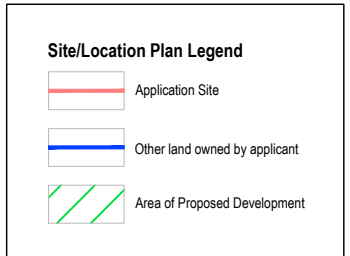 Site/Location Plan Legend
Application Site
Other land owned by applicant
Area of Proposed Development